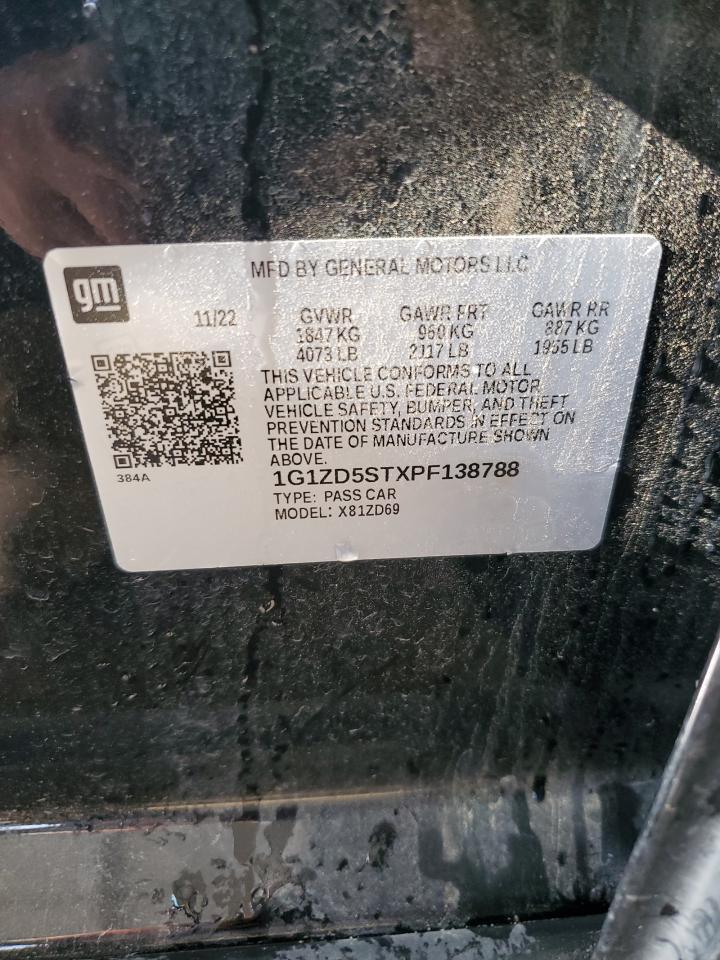 gm
MFD BY GENERAL MOTORS LLC
11/22
GVWR GAWR FRT GAWR RR
1847 KG 960 KG 887 KG
4073 LB 2117 LB 1955 LB
THIS VEHICLE CONFORMS TO ALL
APPLICABLE U.S. FEDERAL MOTOR
VEHICLE SAFETY, BUMPER, AND THEFT
PREVENTION STANDARDS IN EFFECT ON
THE DATE OF MANUFACTURE SHOWN
ABOVE.
384A
1G1ZD5STXPF138788
TYPE: PASS CAR
MODEL: X81ZD69